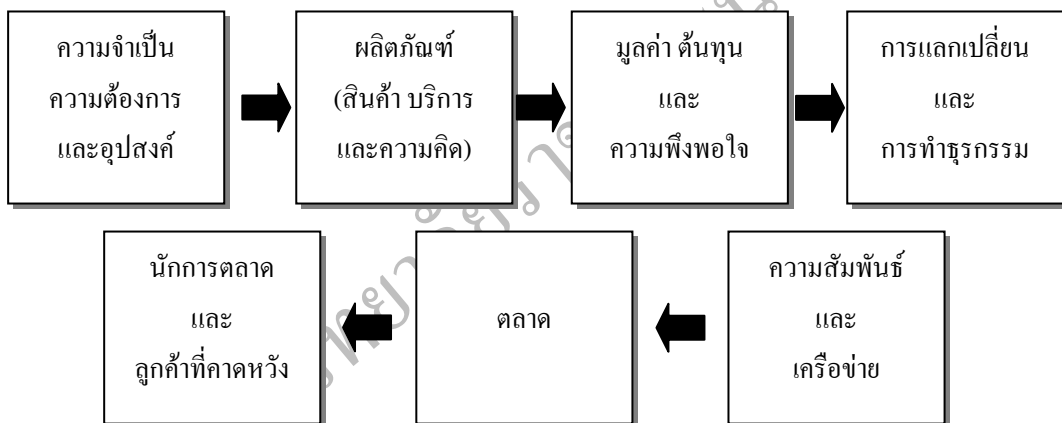 ความจำเป็น
ความต้องการ
และอุปสงค์
ผลิตภัณฑ์
(สินค้า บริการ
และความคิด)
มูลค่า ต้นทุน
และ
ความพึงพอใจ
การแลกเปลี่ยน
และ
การทำธุรกรรม
นักการตลาด
และ
ลูกค้าที่คาดหวัง
ตลาด
ความสัมพันธ์
และ
เครือข่าย